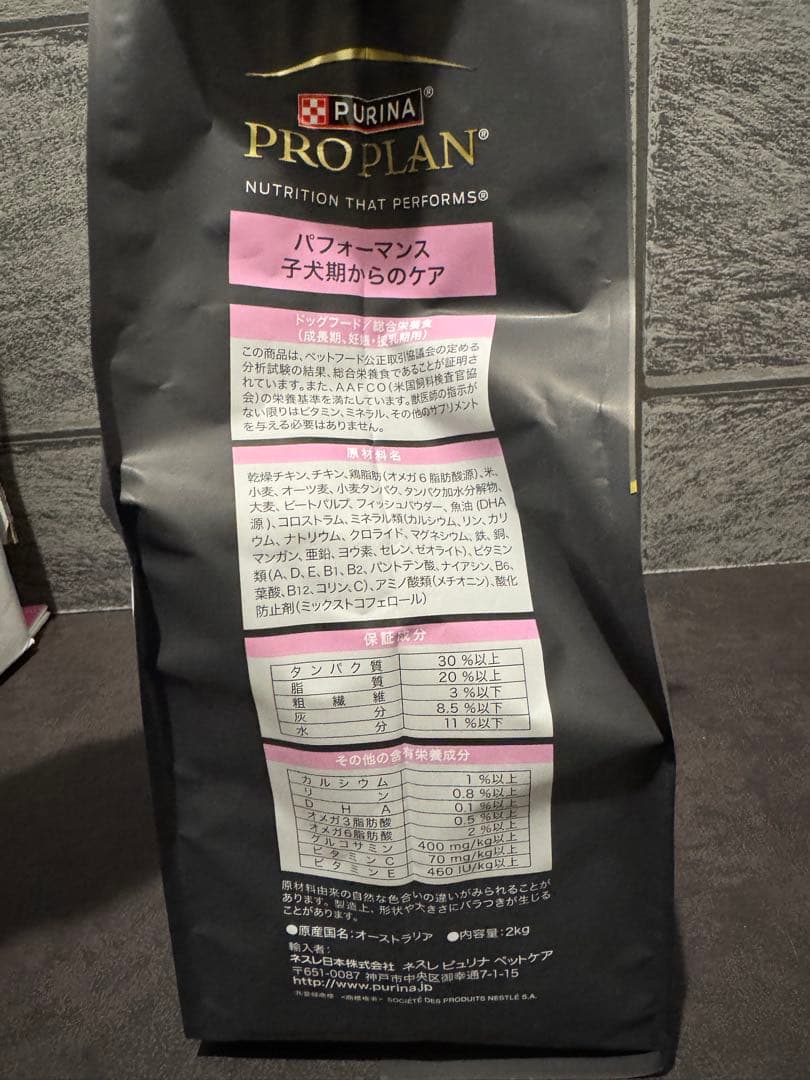 PURINA®
PRO PLAN®
NUTRITION THAT PERFORMS®
パフォーマンス
子犬期からのケア
ドッグフード/総合栄養食
(成長期、妊娠・授乳期用)
この商品は、ペットフード公正取引協議会の定める
分析試験の結果、総合栄養食であることが証明さ
れています。また、AAFCO(米国飼料検査官協
会)の栄養基準を満たしています。獣医師の指示が
ない限りはビタミン、ミネラル、その他のサプリメント
を与える必要はありません。
原材料名
乾燥チキン、チキン、鶏脂肪(オメガ6脂肪酸源)、米、
小麦、オーツ麦、小麦タンパク、タンパク加水分解物、
大麦、ビートパルプ、フィッシュパウダー、魚油(DHA
源)、コロストラム、ミネラル類(カルシウム、リン、カリ
ウム、ナトリウム、クロライド、マグネシウム、鉄、銅、
マンガン、亜鉛、ヨウ素、セレン、ゼオライト)、ビタミン
類(A、D、E、B1、B2、パントテン酸、ナイアシン、B6、
葉酸、B12、コリン、C)、アミノ酸類(メチオニン)、酸化
防止剤(ミックストコフェロール)
保証成分
タンパク質 30 %以上
脂質 20 %以上
粗繊維 3 %以下
灰分 8.5 %以下
水分 11 %以下
その他の含有栄養成分
カルシウム 1 %以上
リン 0.8 %以上
DHA 0.1 %以上
オメガ3脂肪酸 0.5 %以上
オメガ6脂肪酸 2 %以上
グルコサミン 400 mg/kg以上
ビタミンC 70 mg/kg以上
ビタミンE 460 IU/kg以上
原材料由来の自然な色合いの違いがみられることが
あります。製造上、形状や大きさにバラつきが生じる
ことがあります。
●原産国名:オーストラリア ●内容量:2kg
輸入者:
ネスレ日本株式会社 ネスレ ピュリナ ペットケア
〒651-0087 神戸市中央区御幸通7-1-15
http://www.purina.jp
®登録商標 <商標権者> SOCIÉTÉ DES PRODUITS NESTLÉ S.A.